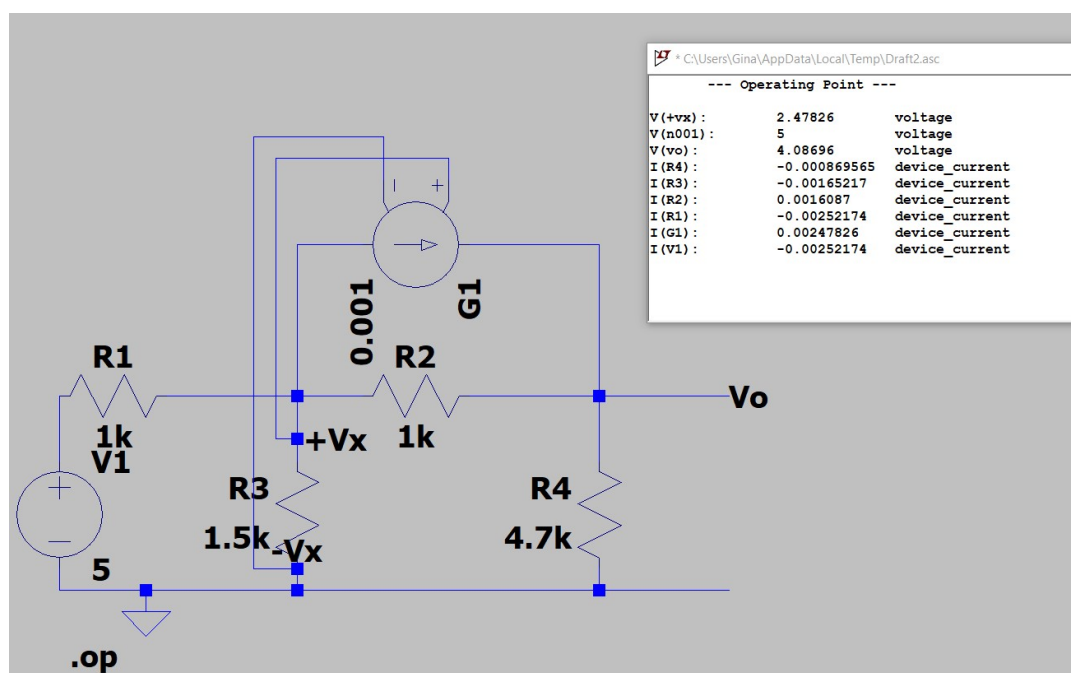 * C:\Users\Gina\AppData\Local\Temp\Draft2.asc
--- Operating Point ---
V(+vx): 2.47826 voltage
V(n001): 5 voltage
V(vo): 4.08696 voltage
I(R4): -0.000869565 device_current
I(R3): -0.00165217 device_current
I(R2): 0.0016087 device_current
I(R1): -0.00252174 device_current
I(G1): 0.00247826 device_current
I(V1): -0.00252174 device_current
0.001
G1
R1
R2
Vo
1k
+Vx
1k
V1
R3
R4
1.5k
-Vx
4.7k
5
.op